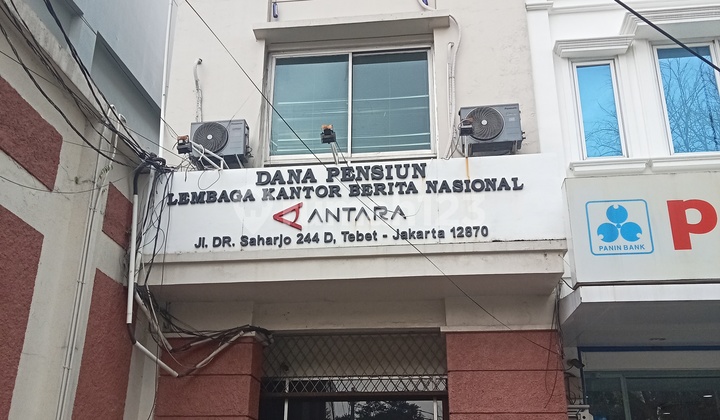 DANA PENSIUN
LEMBAGA KANTOR BERITA NASIONAL
ANTARA
Jl. DR. Saharjo 244 D, Tebet - Jakarta 12870
PANIN BANK
P